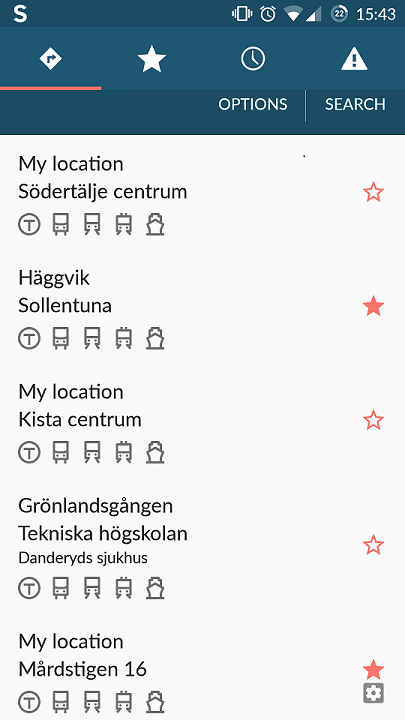 S 22 15:43
OPTIONS SEARCH
My location
Södertälje centrum
T
Häggvik
Sollentuna
T
My location
Kista centrum
T
Grönlandsgången
Tekniska högskolan
Danderyds sjukhus
T
My location
Mårdstigen 16
T